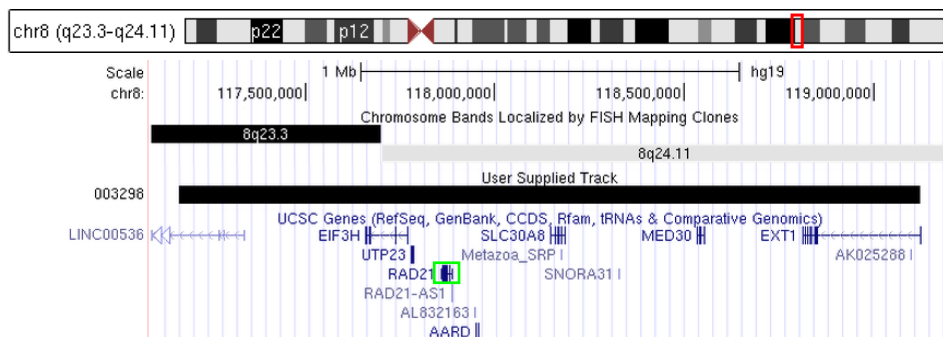 chr8 (q23.3-q24.11) p22 p12
Scale 1 Mb hg19
chr8: 117,500,000 118,000,000 118,500,000 119,000,000
Chromosome Bands Localized by FISH Mapping Clones
8q23.3
8q24.11
User Supplied Track
003298
UCSC Genes (RefSeq, GenBank, CCDS, Rfam, tRNAs & Comparative Genomics)
LINC00536 EIF3H SLC30A8 MED30 EXT1
UTP23 Metazoa_SRP AK025288
RAD21 SNORA31
RAD21-AS1
AL832163
AARD